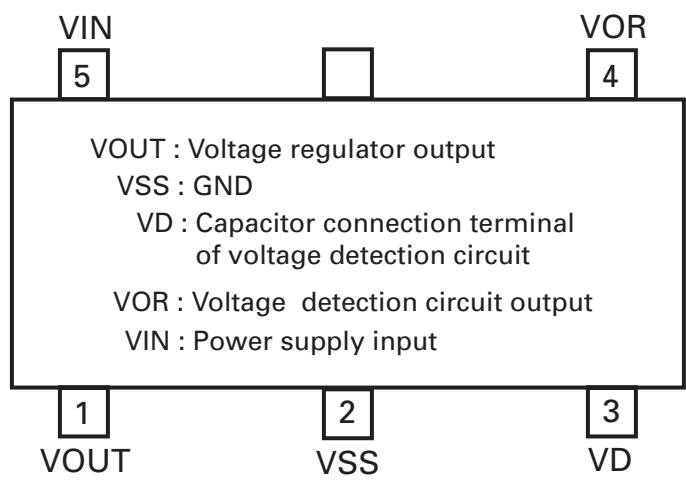 VIN VOR
5 4
VOUT : Voltage regulator output
VSS : GND
VD : Capacitor connection terminal
of voltage detection circuit
VOR : Voltage detection circuit output
VIN : Power supply input
1 2 3
VOUT VSS VD